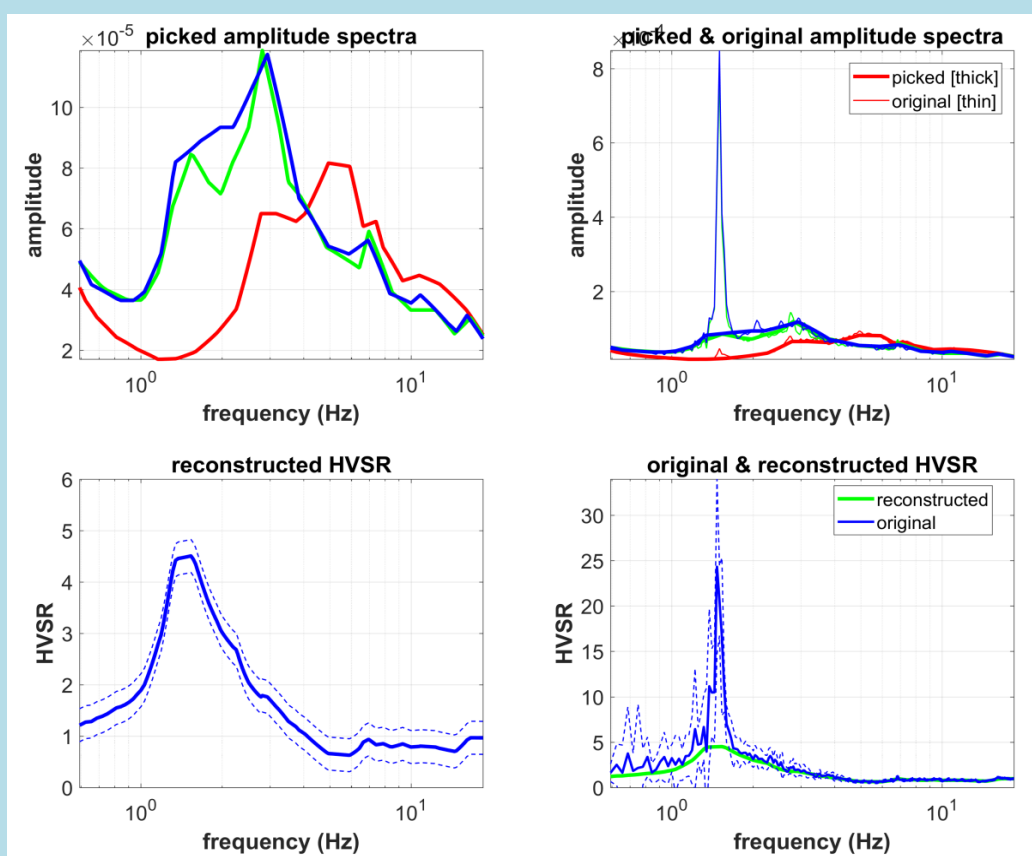 ×10⁻⁵
picked amplitude spectra
10
8
6
4
2
amplitude
10⁰
10¹
frequency (Hz)
picked & original amplitude spectra
8
6
4
2
amplitude
picked [thick]
original [thin]
10⁰
10¹
frequency (Hz)
reconstructed HVSR
6
5
4
3
2
1
0
HVSR
10⁰
10¹
frequency (Hz)
original & reconstructed HVSR
30
25
20
15
10
5
0
HVSR
reconstructed
original
10⁰
10¹
frequency (Hz)